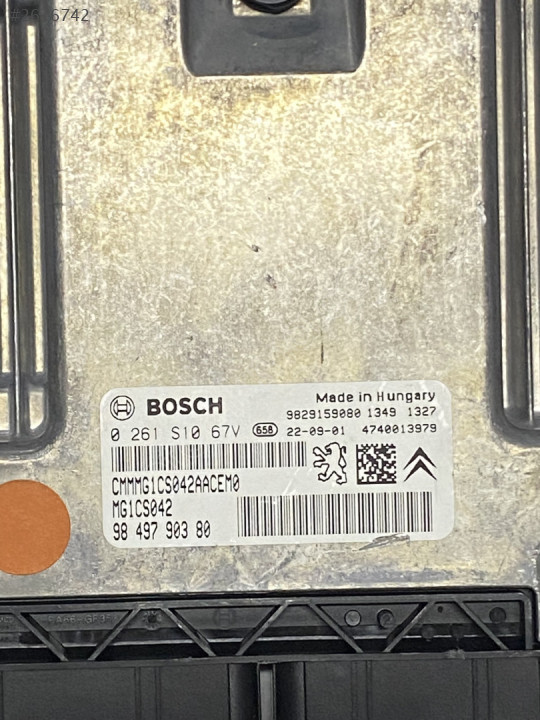 BOSCH
Made in Hungary
9829159080 1349 1327
0 261 S10 67V 658 22-09-01 4740013979
CMMMG1CS042AACEM0
MG1CS042
98 497 903 80